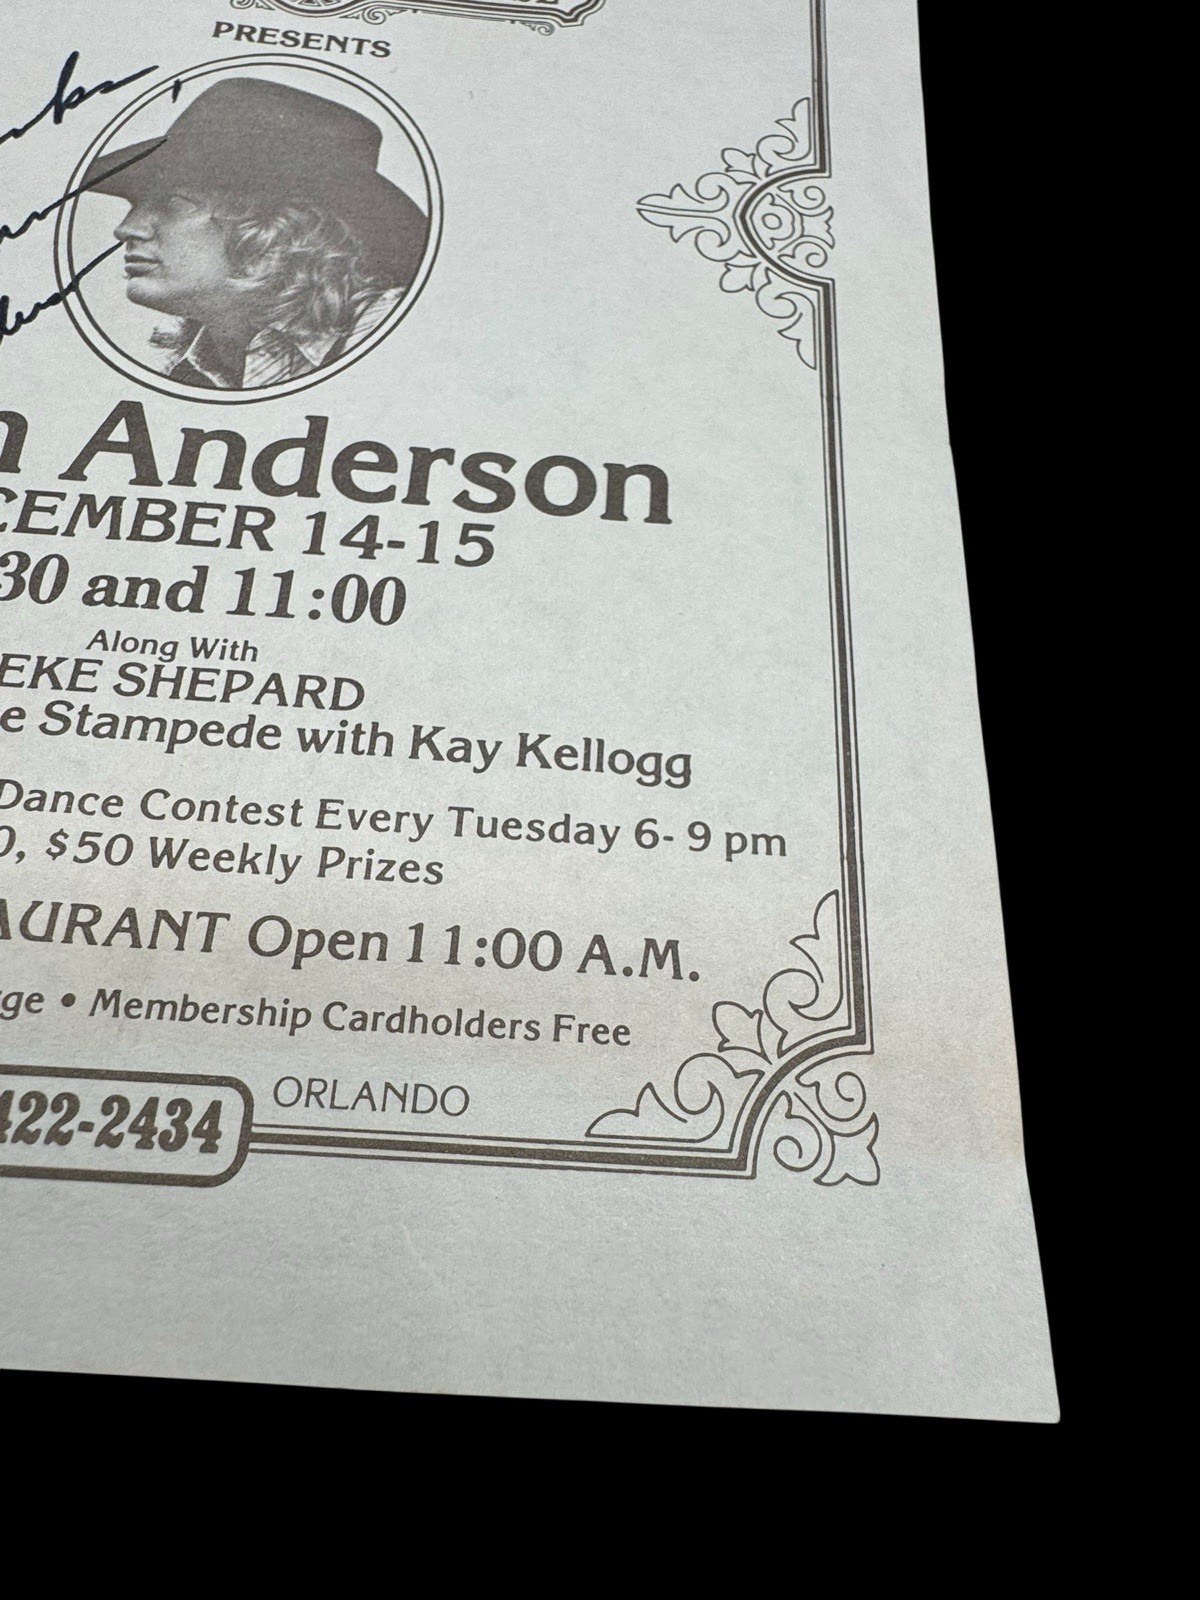 PRESENTS
n Anderson
CEMBER 14-15
30 and 11:00
Along With
EKE SHEPARD
e Stampede with Kay Kellogg
Dance Contest Every Tuesday 6-9 pm
0, $50 Weekly Prizes
AURANT Open 11:00 A.M.
ge • Membership Cardholders Free
422-2434
ORLANDO